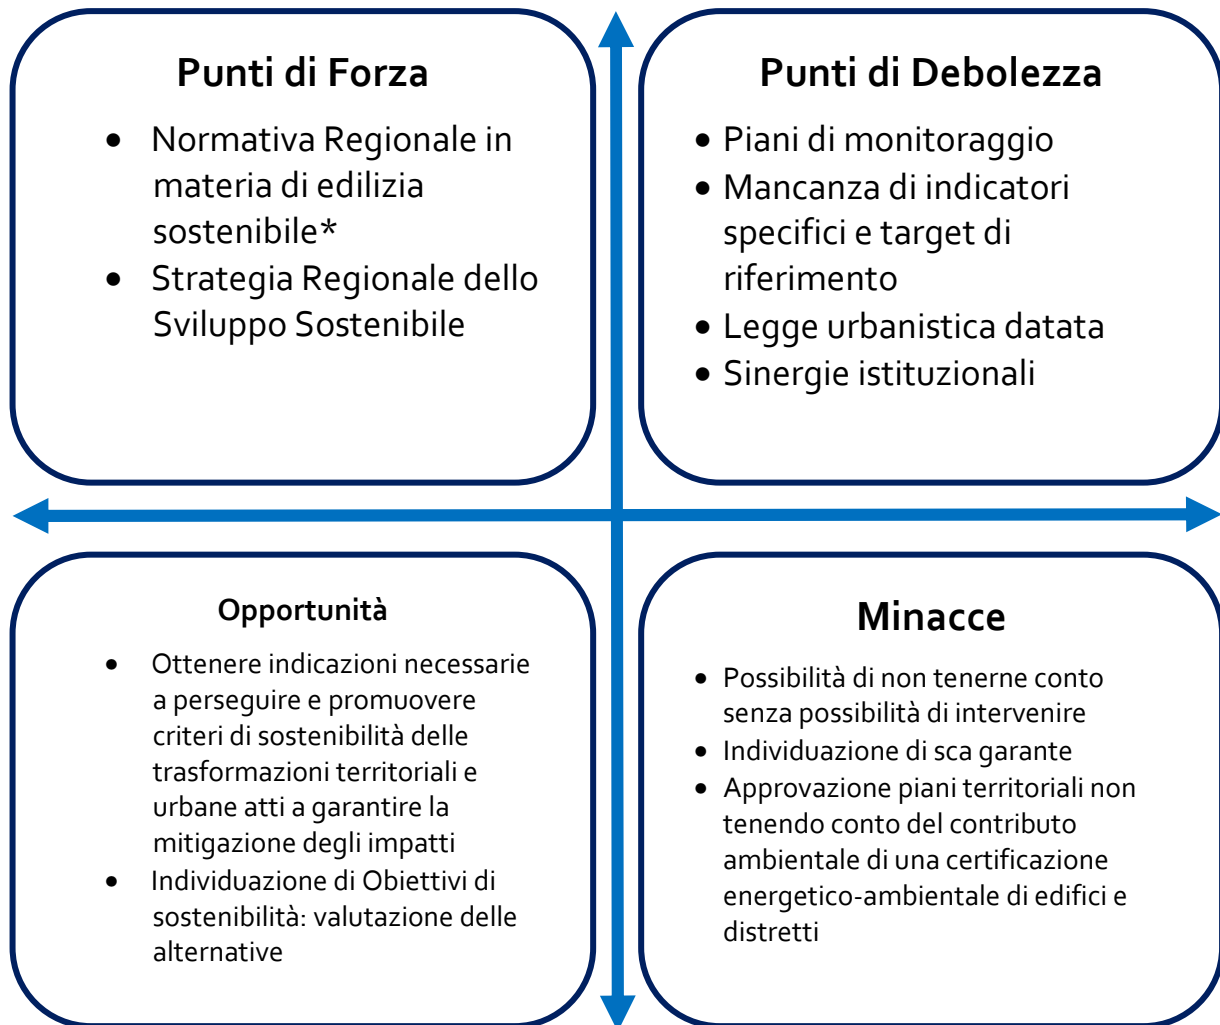 Punti di Forza
• Normativa Regionale in
materia di edilizia
sostenibile*
• Strategia Regionale dello
Sviluppo Sostenibile
Punti di Debolezza
• Piani di monitoraggio
• Mancanza di indicatori
specifici e target di
riferimento
• Legge urbanistica datata
• Sinergie istituzionali
Opportunità
• Ottenere indicazioni necessarie
a perseguire e promuovere
criteri di sostenibilità delle
trasformazioni territoriali e
urbane atti a garantire la
mitigazione degli impatti
• Individuazione di Obiettivi di
sostenibilità: valutazione delle
alternative
Minacce
• Possibilità di non tenerne conto
senza possibilità di intervenire
• Individuazione di sca garante
• Approvazione piani territoriali non
tenendo conto del contributo
ambientale di una certificazione
energetico-ambientale di edifici e
distretti